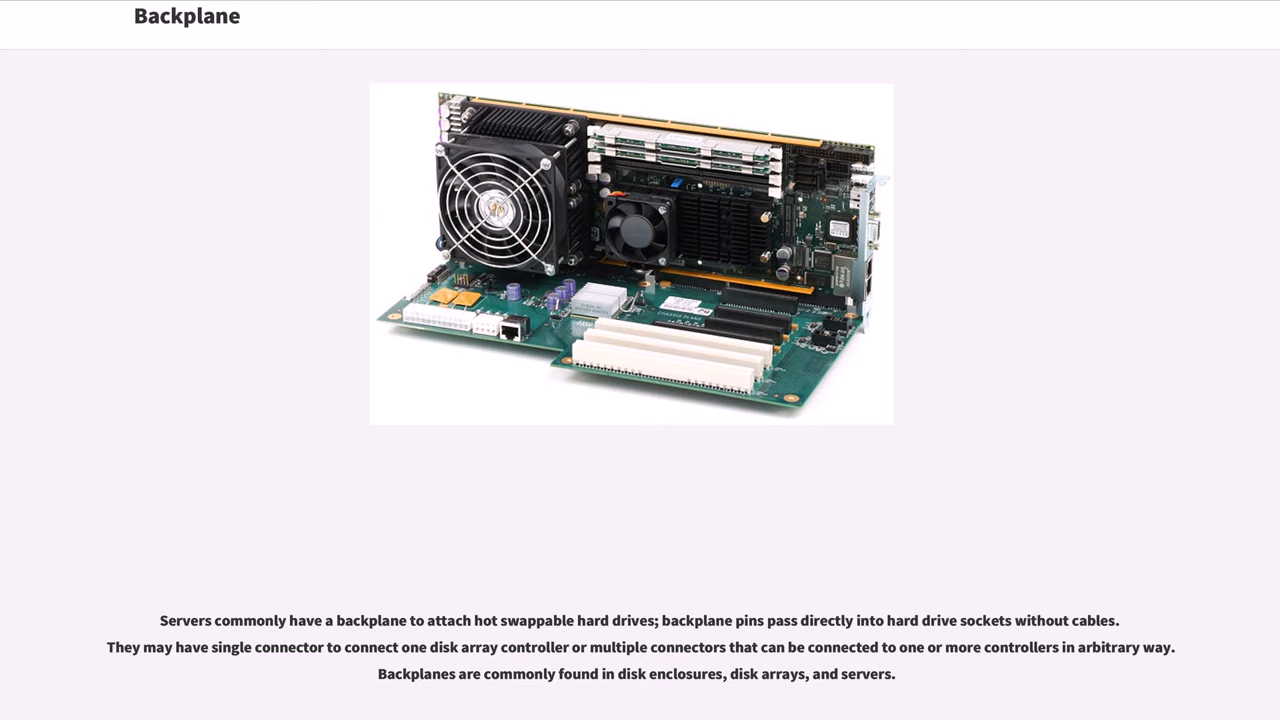 Backplane
Servers commonly have a backplane to attach hot swappable hard drives; backplane pins pass directly into hard drive sockets without cables.
They may have single connector to connect one disk array controller or multiple connectors that can be connected to one or more controllers in arbitrary way.
Backplanes are commonly found in disk enclosures, disk arrays, and servers.